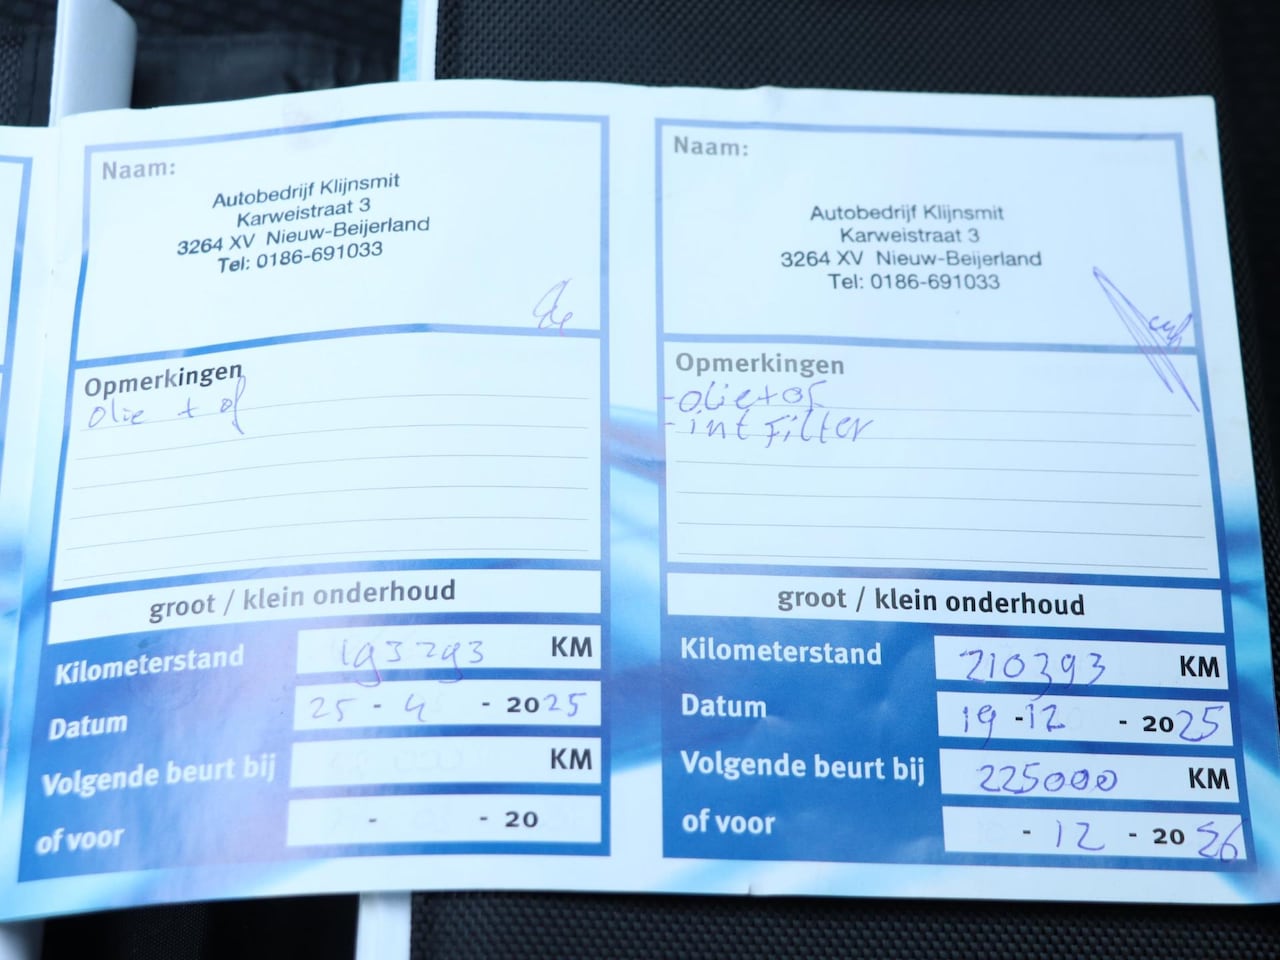 Naam:
Autobedrijf Klijnsmit
Karweistraat 3
3264 XV Nieuw-Beijerland
Tel: 0186-691033
Opmerkingen
olie + of
groot / klein onderhoud
Kilometerstand 193293 KM
Datum 25 - 4 - 2025
Volgende beurt bij KM
of voor - - 20
Naam:
Autobedrijf Klijnsmit
Karweistraat 3
3264 XV Nieuw-Beijerland
Tel: 0186-691033
Opmerkingen
- olie + of
- int Filter
groot / klein onderhoud
Kilometerstand 210393 KM
Datum 19 - 12 - 2025
Volgende beurt bij 225000 KM
of voor - 12 - 2026